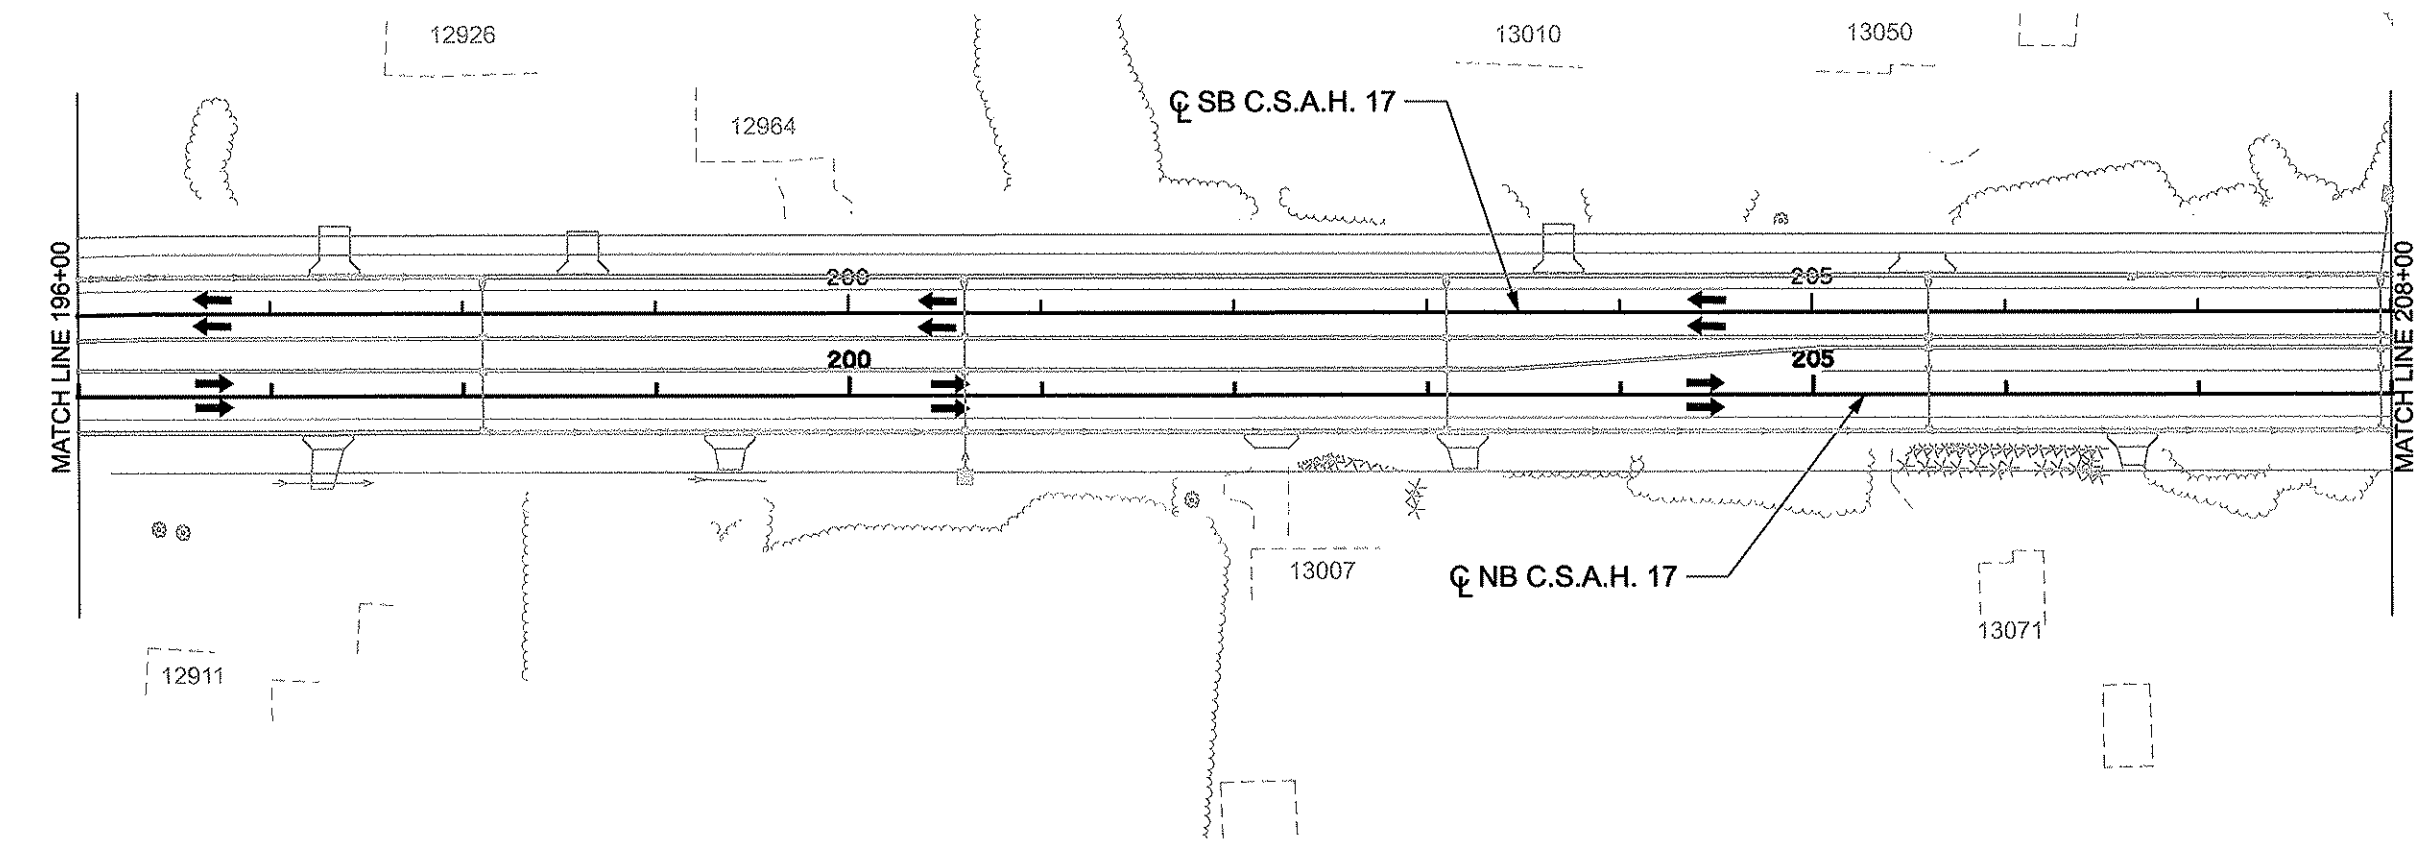 12926
13010
13050
℄ SB C.S.A.H. 17
12964
MATCH LINE 196+00
MATCH LINE 208+00
200
205
200
205
13007
℄ NB C.S.A.H. 17
13071
12911